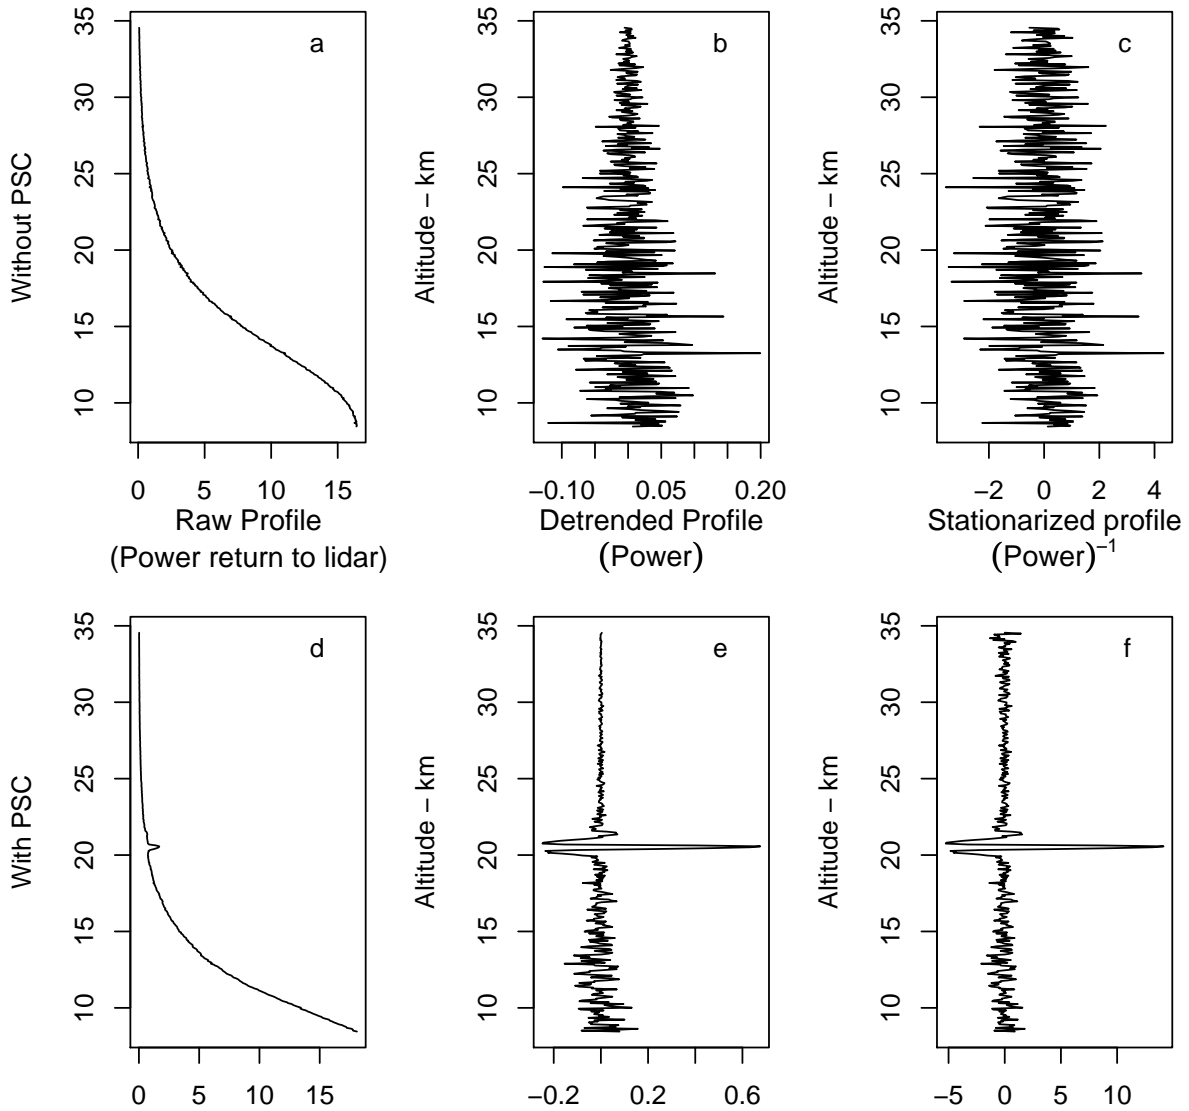 a
b
c
Without PSC
Altitude – km
Altitude – km
35
30
25
20
15
10
35
30
25
20
15
10
35
30
25
20
15
10
0 5 10 15
−0.10 0.05 0.20
−2 0 2 4
Raw Profile
(Power return to lidar)
Detrended Profile
(Power)
Stationarized profile
(Power)−1
d
e
f
With PSC
Altitude – km
Altitude – km
35
30
25
20
15
10
35
30
25
20
15
10
35
30
25
20
15
10
0 5 10 15
−0.2 0.2 0.6
−5 0 5 10